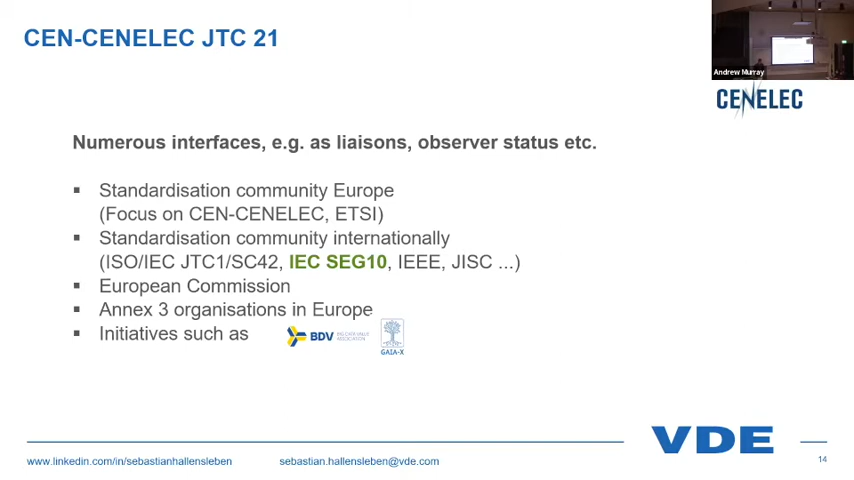 CEN-CENELEC JTC 21
Andrew Murray
CENELEC
Numerous interfaces, e.g. as liaisons, observer status etc.
▪ Standardisation community Europe
(Focus on CEN-CENELEC, ETSI)
▪ Standardisation community internationally
(ISO/IEC JTC1/SC42, IEC SEG10, IEEE, JISC ...)
▪ European Commission
▪ Annex 3 organisations in Europe
▪ Initiatives such as
BDV
GAIA-X
VDE
www.linkedin.com/in/sebastianhallensleben
sebastian.hallensleben@vde.com
14